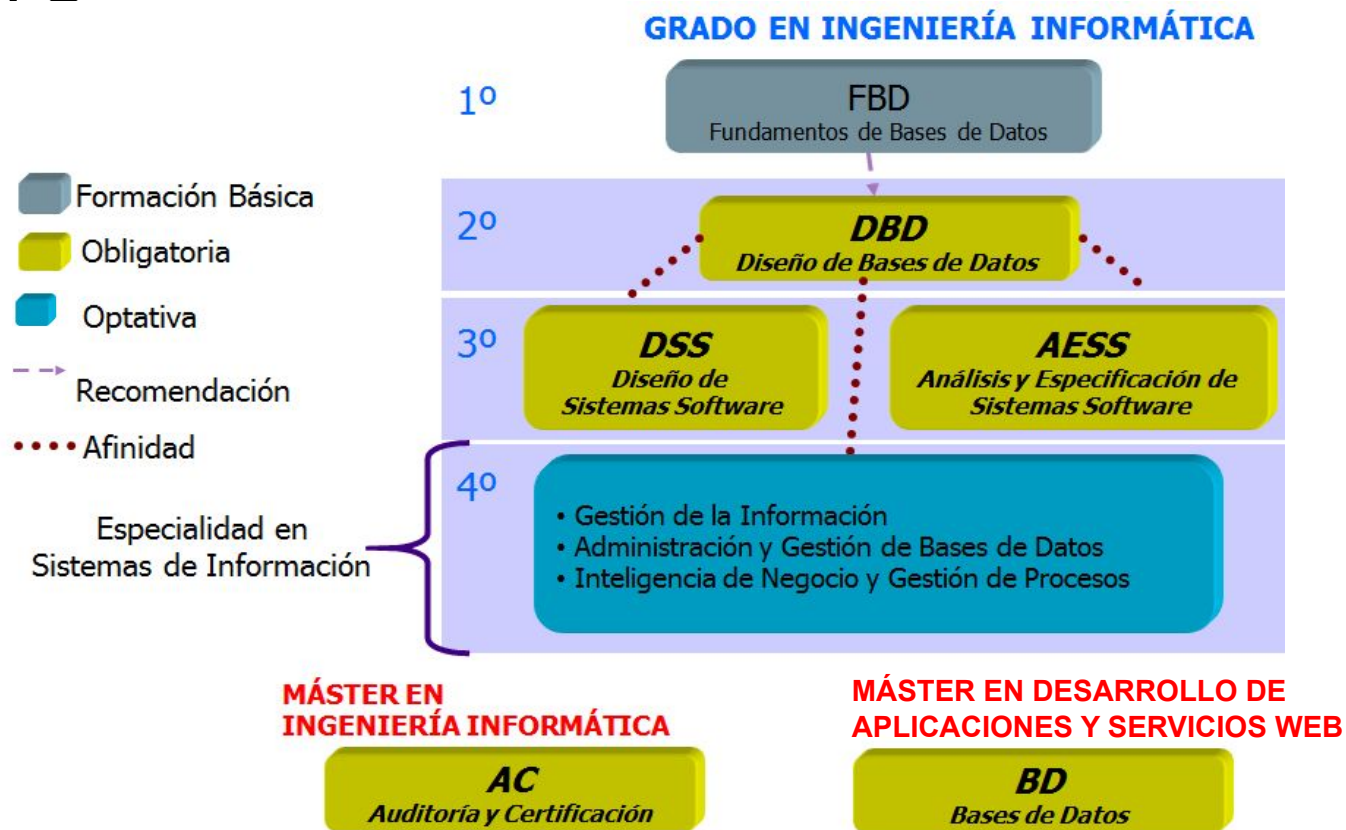 GRADO EN INGENIERÍA INFORMÁTICA
1º
FBD
Fundamentos de Bases de Datos
Formación Básica
Obligatoria
Optativa
Recomendación
Afinidad
2º
DBD
Diseño de Bases de Datos
3º
DSS
Diseño de
Sistemas Software
AESS
Análisis y Especificación de
Sistemas Software
Especialidad en
Sistemas de Información
4º
• Gestión de la Información
• Administración y Gestión de Bases de Datos
• Inteligencia de Negocio y Gestión de Procesos
MÁSTER EN
INGENIERÍA INFORMÁTICA
AC
Auditoría y Certificación
MÁSTER EN DESARROLLO DE
APLICACIONES Y SERVICIOS WEB
BD
Bases de Datos